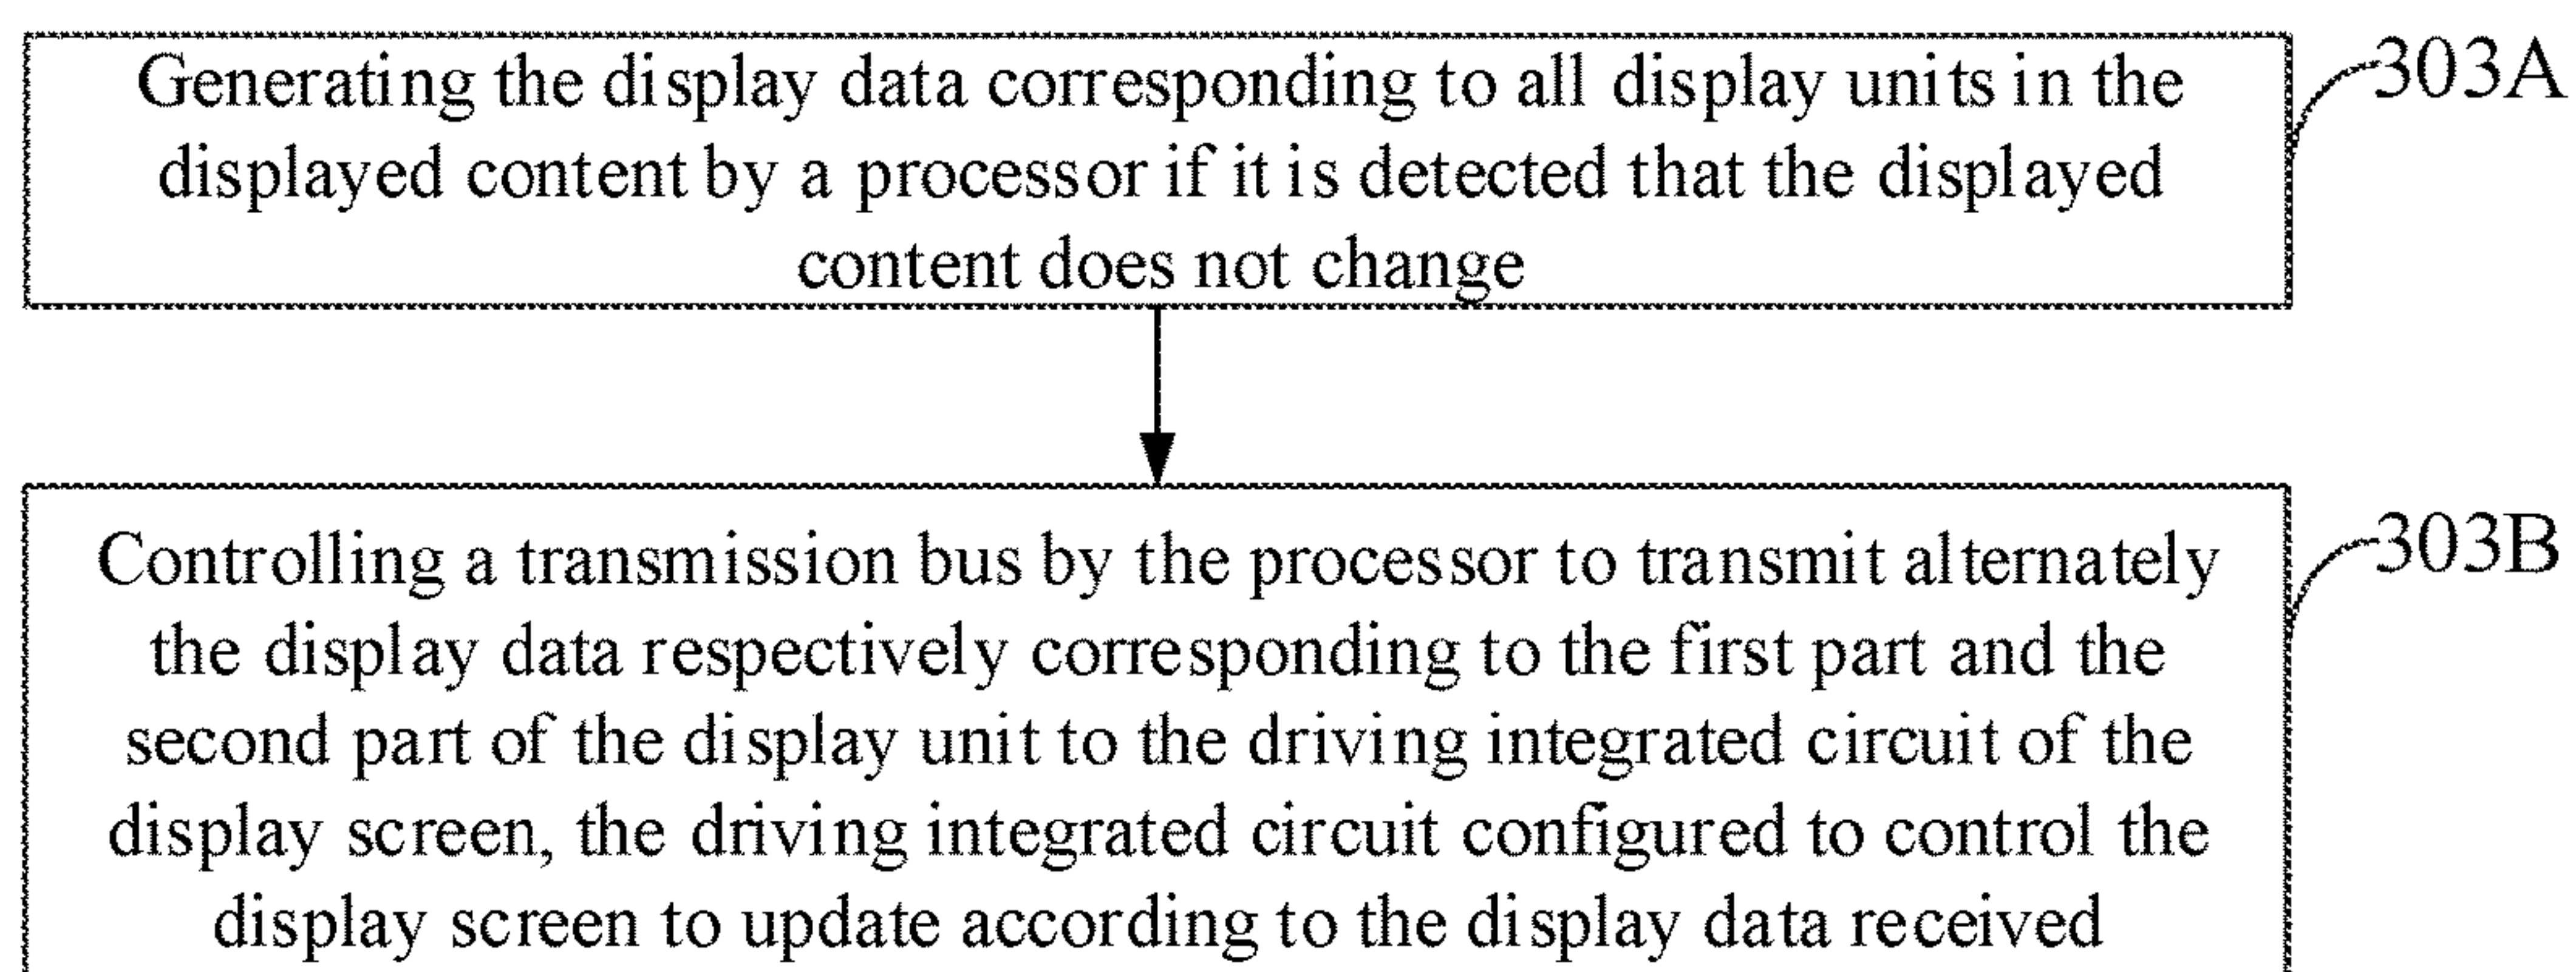 Generating the display data corresponding to all display units in the
303A
displayed content by a processor if it is detected that the displayed
content does not change
Controlling a transmission bus by the processor to transmit alternately
303B
the display data respectively corresponding to the first part and the
second part of the display unit to the driving integrated circuit of the
display screen, the driving integrated circuit configured to control the
display screen to update according to the display data received